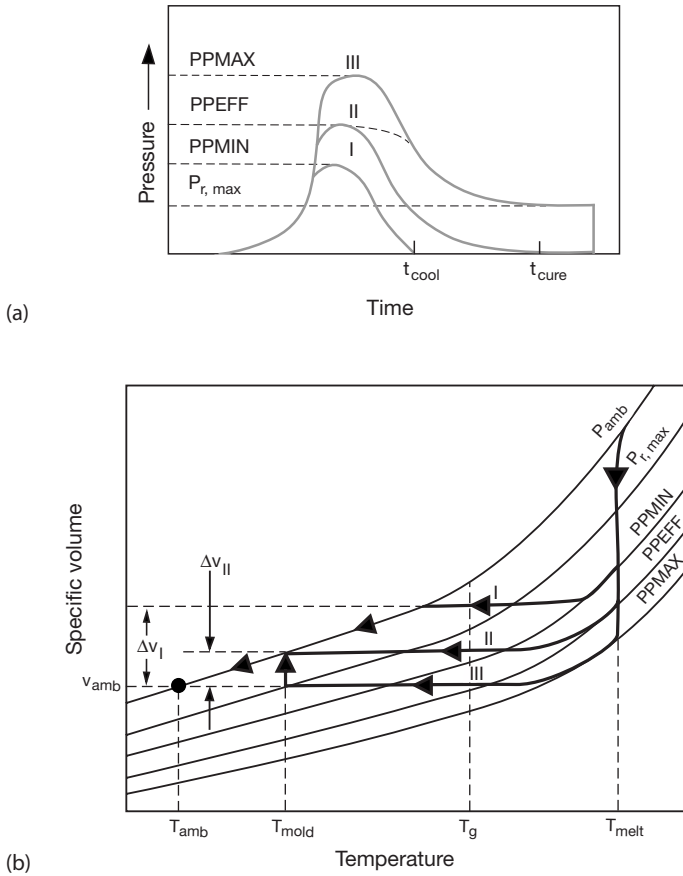 PPMAX
III
PPEFF
II
PPMIN
I
Pr, max
Pressure
tcool
tcure
Time
(a)
Pamb
Pr, max
PPMIN
PPEFF
PPMAX
Specific volume
ΔvII
ΔvI
vamb
I
II
III
Tamb
Tmold
Tg
Tmelt
Temperature
(b)